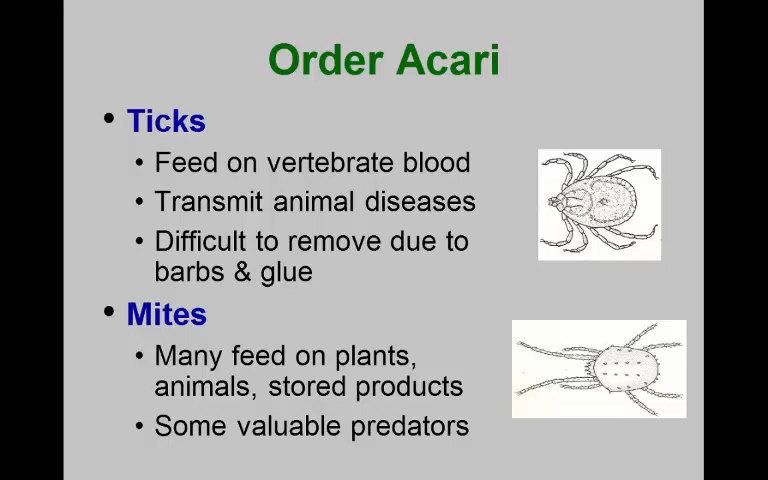 Order Acari
• Ticks
• Feed on vertebrate blood
• Transmit animal diseases
• Difficult to remove due to
barbs & glue
• Mites
• Many feed on plants,
animals, stored products
• Some valuable predators